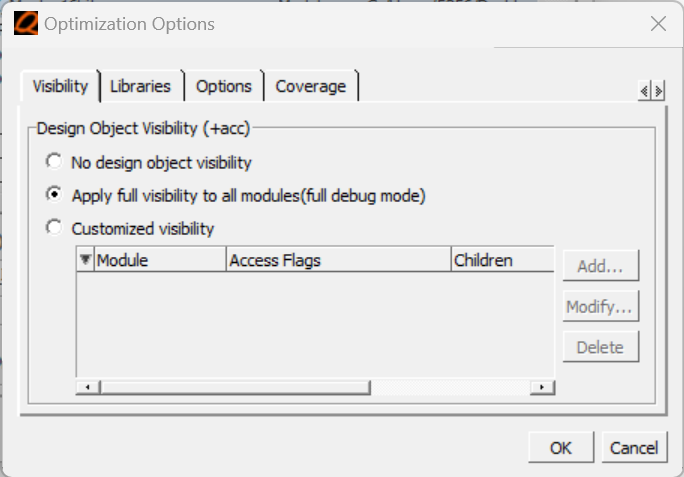 Optimization Options
Visibility Libraries Options Coverage
Design Object Visibility (+acc)
No design object visibility
Apply full visibility to all modules(full debug mode)
Customized visibility
Module Access Flags Children
Add...
Modify...
Delete
OK Cancel